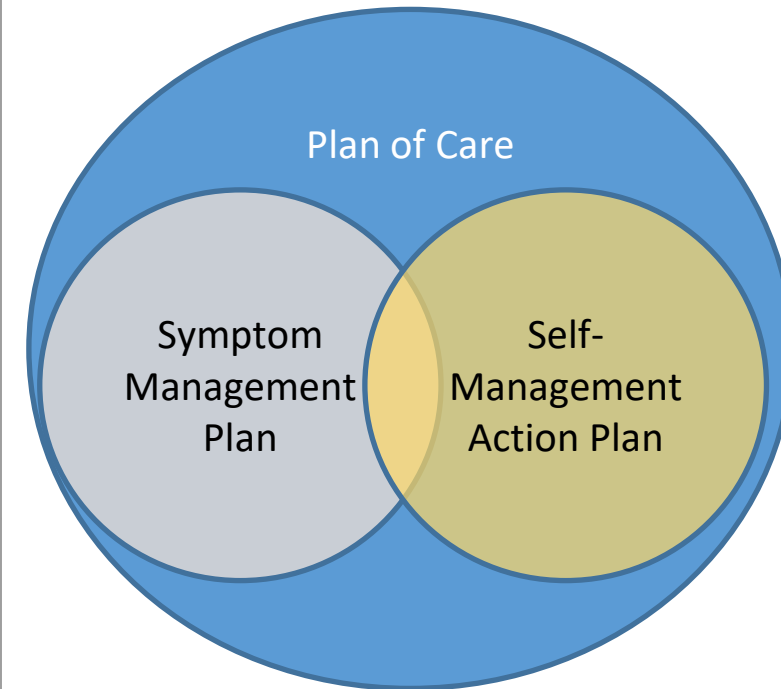 Plan of Care
Symptom
Management
Plan
Self-
Management
Action Plan